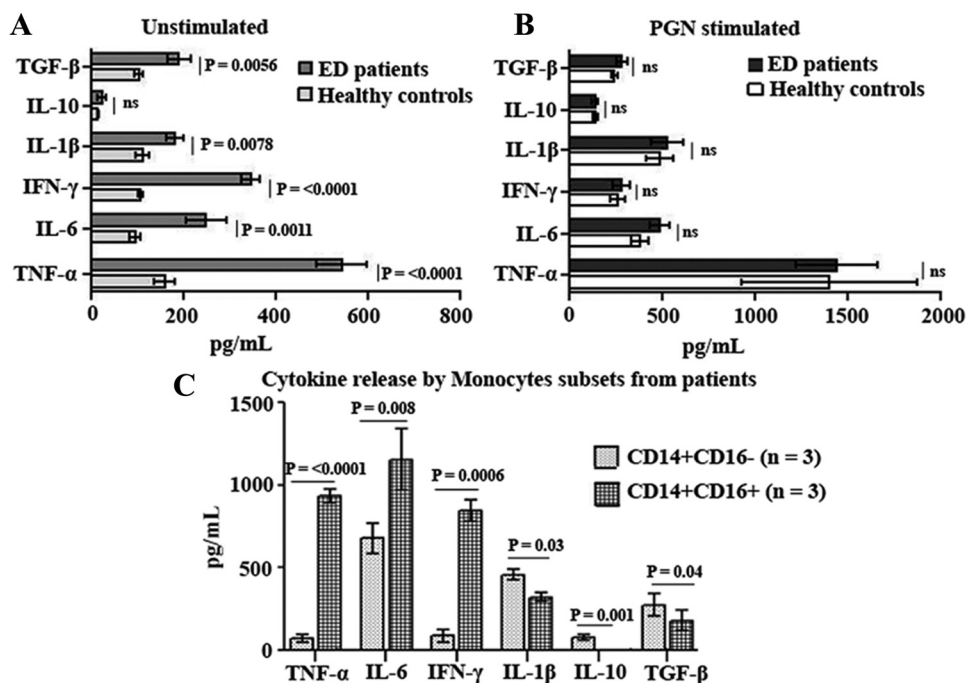 A
Unstimulated
TGF-β
IL-10
IL-1β
IFN-γ
IL-6
TNF-α
P = 0.0056
ns
P = 0.0078
P = <0.0001
P = 0.0011
P = <0.0001
ED patients
Healthy controls
0 200 400 600 800
pg/mL
B
PGN stimulated
TGF-β
IL-10
IL-1β
IFN-γ
IL-6
TNF-α
ns
ns
ns
ns
ns
ns
ED patients
Healthy controls
0 500 1000 1500 2000
pg/mL
C
Cytokine release by Monocytes subsets from patients
1500
1000
500
0
pg/mL
P = <0.0001
P = 0.008
P = 0.0006
P = 0.03
P = 0.001
P = 0.04
CD14+CD16- (n = 3)
CD14+CD16+ (n = 3)
TNF-α IL-6 IFN-γ IL-1β IL-10 TGF-β